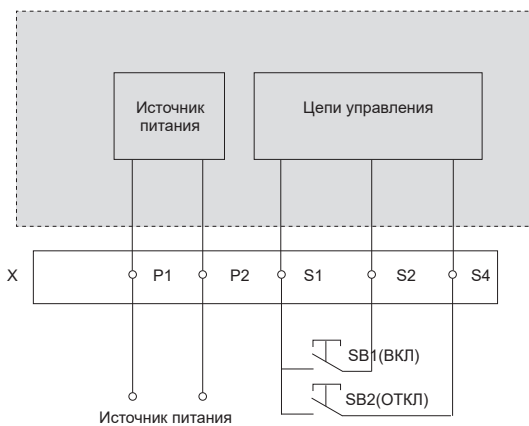 Источник
питания
Цепи управления
X
P1
P2
S1
S2
S4
SB1(ВКЛ)
SB2(ОТКЛ)
Источник питания